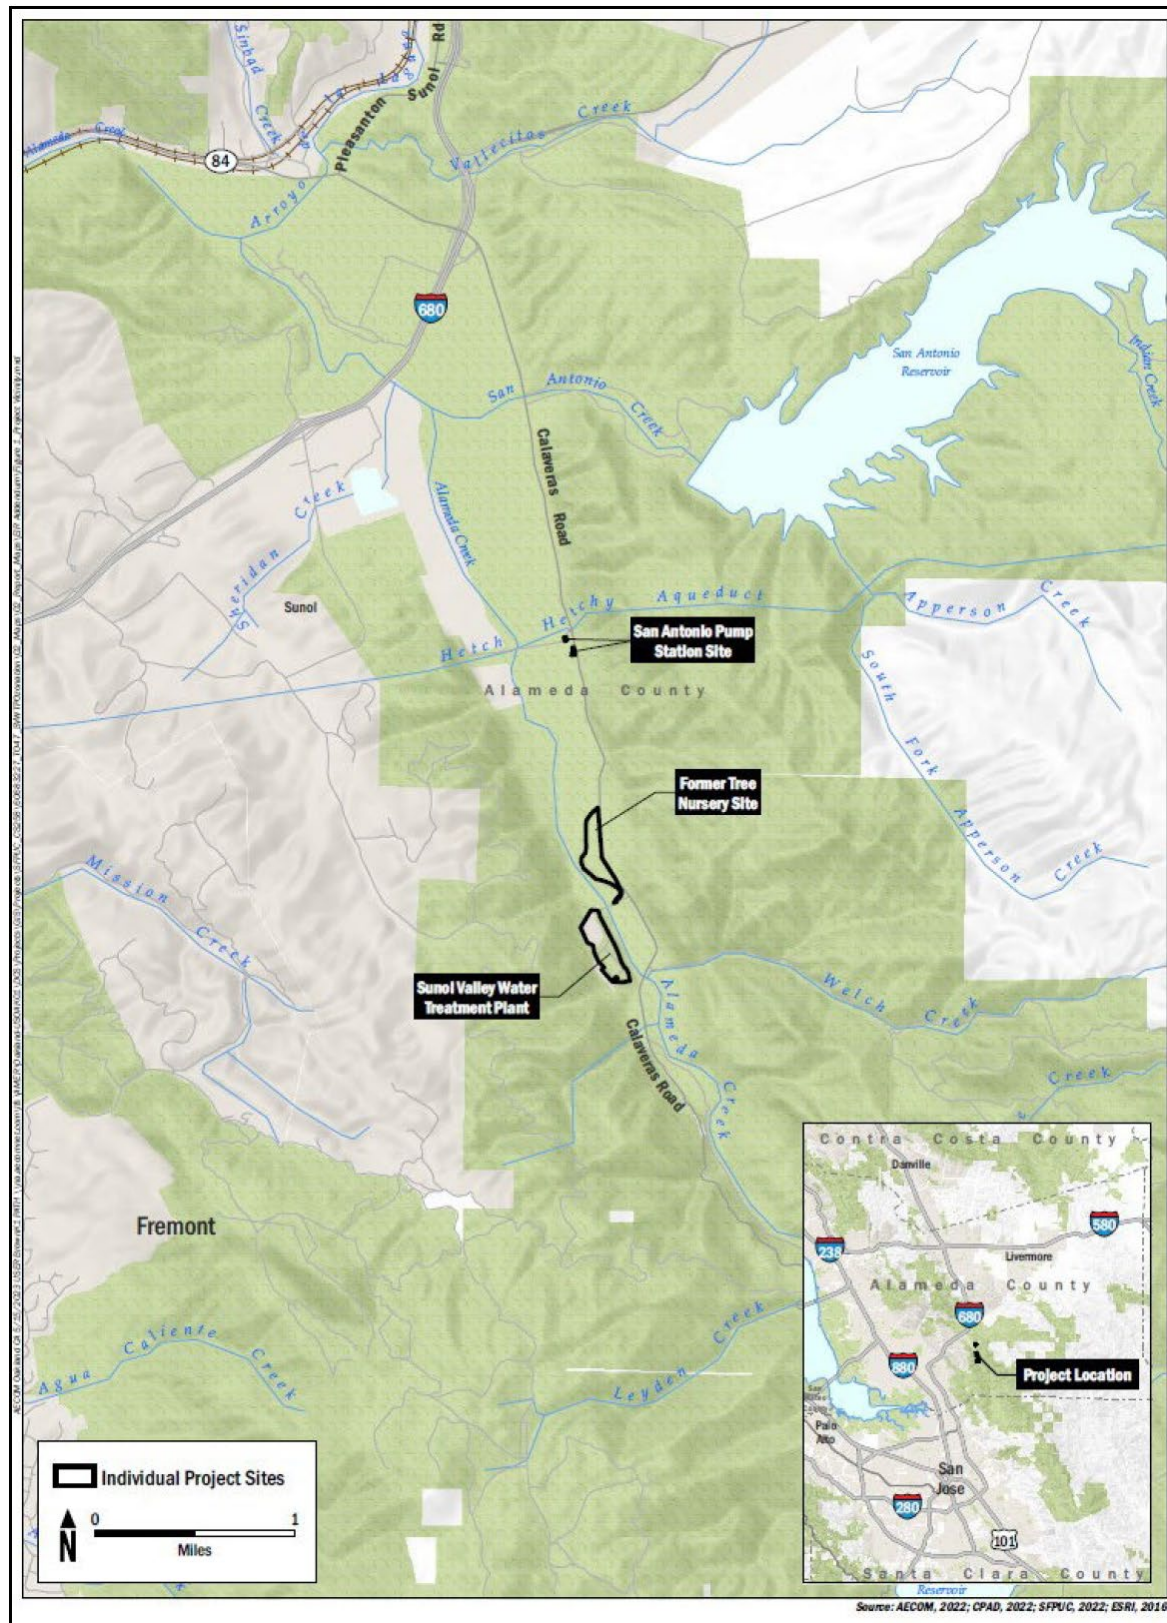 Sinbad
Creek
Pleasanton
Sunol
Rd
Alameda Creek
84
Arroyo
Vallecitos Creek
680
San Antonio
Reservoir
Indian Creek
San Antonio
Creek
Calaveras
Road
Alameda Creek
Sheridan
Creek
Sunol
Hetch Hetchy Aqueduct
San Antonio Pump
Station Site
Alameda County
Apperson
Creek
South
Fork
Apperson
Creek
Former Tree
Nursery Site
Mission
Creek
Sunol Valley Water
Treatment Plant
Alameda
Creek
Calaveras Road
Welch
Creek
Creek
Fremont
Agua Caliente
Creek
Leyden Creek
Individual Project Sites
N
0
1
Miles
Contra Costa County
Danville
580
238
Livermore
Alameda County
680
880
Project Location
Palo
Alto
San
Jose
280
101
Santa Clara County
Reservoir
Source: AECOM, 2022; CPAD, 2022; SFPUC, 2022; ESRI, 2016